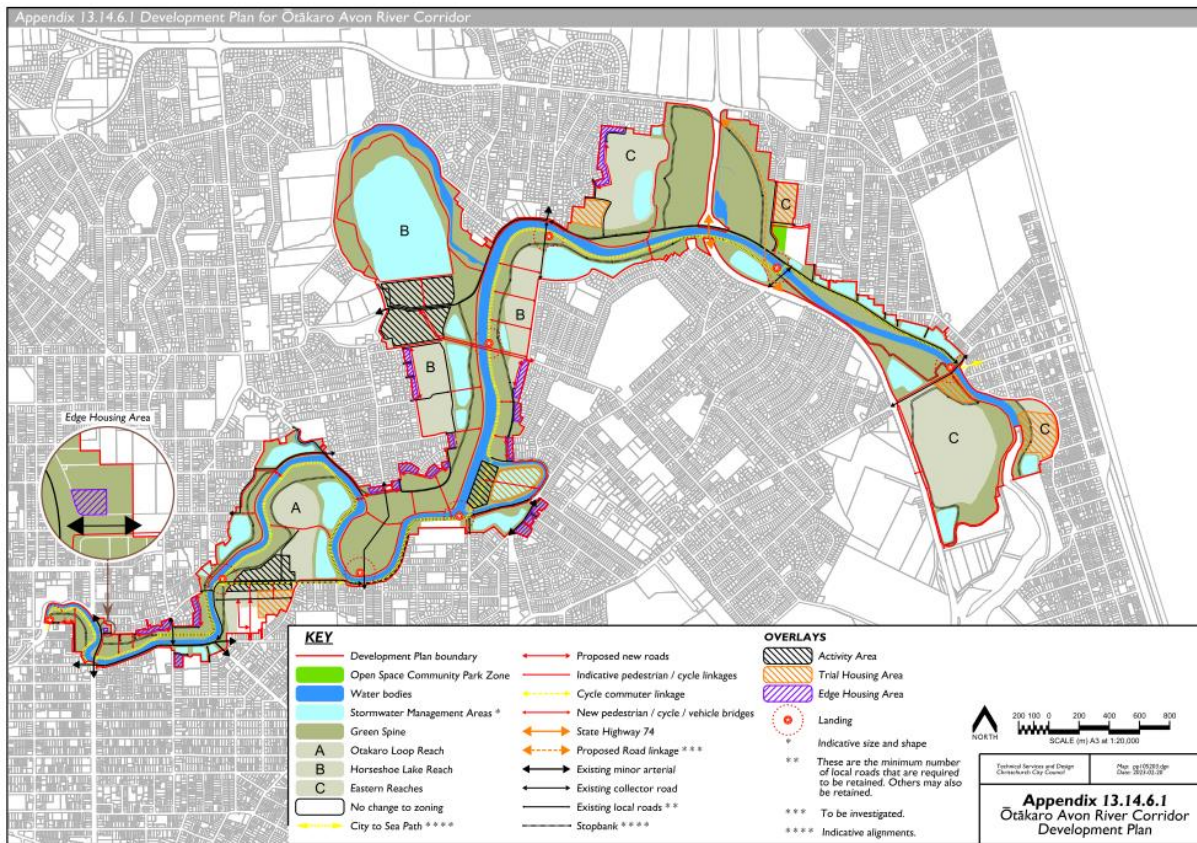 Appendix 13.14.6.1 Development Plan for Ōtākaro Avon River Corridor
C
C
B
B
B
C
C
A
Edge Housing Area
KEY
Development Plan boundary
Open Space Community Park Zone
Water bodies
Stormwater Management Areas *
Green Spine
A Otakaro Loop Reach
B Horseshoe Lake Reach
C Eastern Reaches
No change to zoning
City to Sea Path ****
Proposed new roads
Indicative pedestrian / cycle linkages
Cycle commuter linkage
New pedestrian / cycle / vehicle bridges
State Highway 74
Proposed Road linkage ***
Existing minor arterial
Existing collector road
Existing local roads **
Stopbank ****
OVERLAYS
Activity Area
Trial Housing Area
Edge Housing Area
Landing
* Indicative size and shape
** These are the minimum number
of local roads that are required
to be retained. Others may also
be retained.
*** To be investigated.
**** Indicative alignments.
NORTH
200 100 0 200 400 600 800
SCALE (m) A3 at 1:20,000
Technical Services and Design
Christchurch City Council
Date: 2023-02-20
Appendix 13.14.6.1
Ōtākaro Avon River Corridor
Development Plan